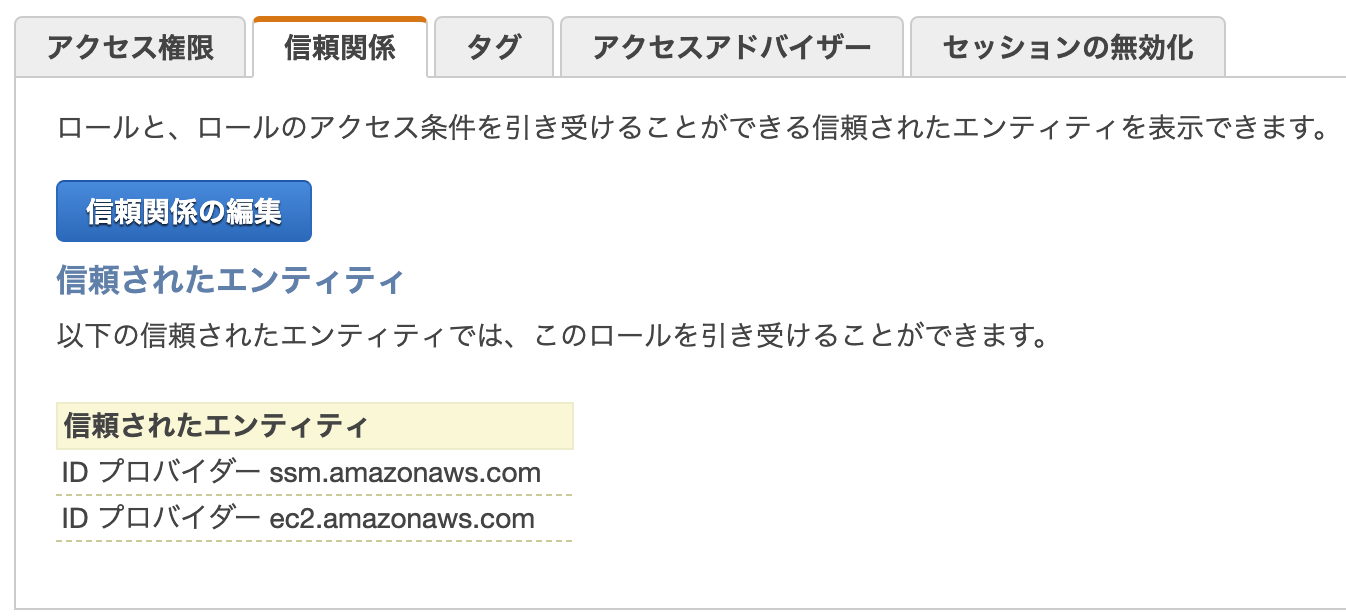 アクセス権限
信頼関係
タグ
アクセスアドバイザー
セッションの無効化
ロールと、ロールのアクセス条件を引き受けることができる信頼されたエンティティを表示できます。
信頼関係の編集
信頼されたエンティティ
以下の信頼されたエンティティでは、このロールを引き受けることができます。
信頼されたエンティティ
ID プロバイダー ssm.amazonaws.com
ID プロバイダー ec2.amazonaws.com